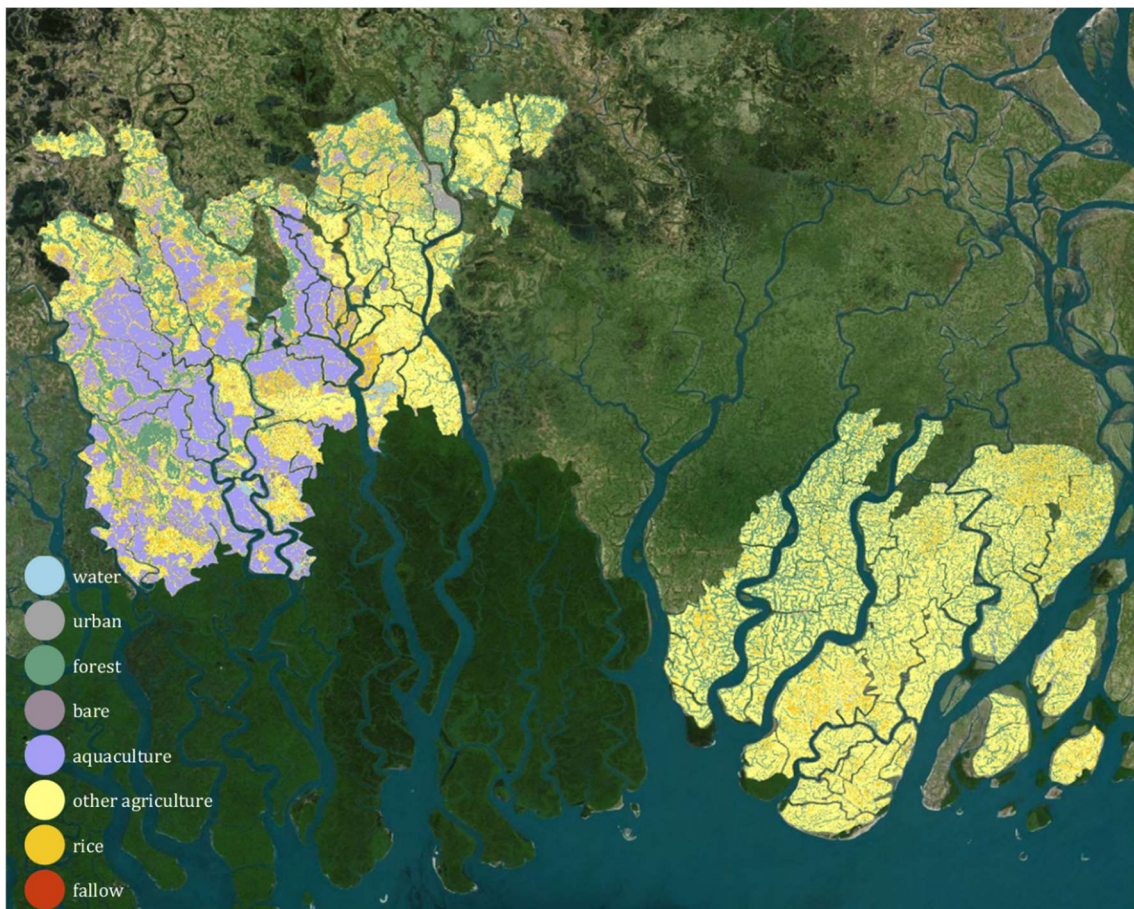 water
urban
forest
bare
aquaculture
other agriculture
rice
fallow